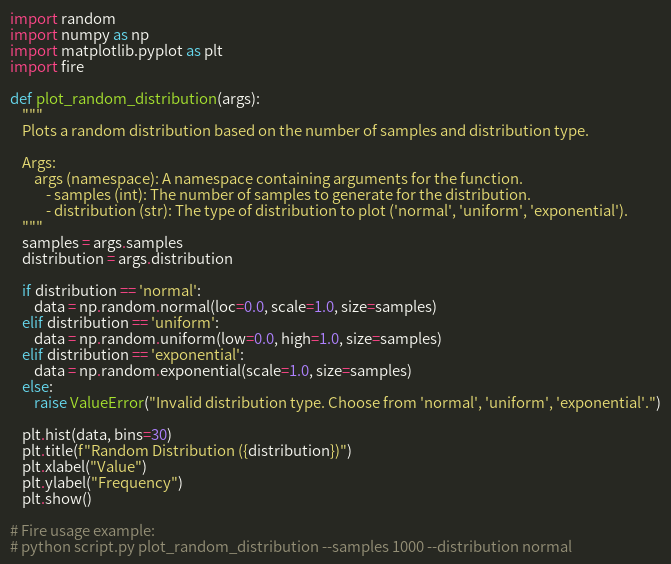 import random
import numpy as np
import matplotlib.pyplot as plt
import fire

def plot_random_distribution(args):
    """
    Plots a random distribution based on the number of samples and distribution type.

    Args:
        args (namespace): A namespace containing arguments for the function.
            - samples (int): The number of samples to generate for the distribution.
            - distribution (str): The type of distribution to plot ('normal', 'uniform', 'exponential').
    """
    samples = args.samples
    distribution = args.distribution

    if distribution == 'normal':
        data = np.random.normal(loc=0.0, scale=1.0, size=samples)
    elif distribution == 'uniform':
        data = np.random.uniform(low=0.0, high=1.0, size=samples)
    elif distribution == 'exponential':
        data = np.random.exponential(scale=1.0, size=samples)
    else:
        raise ValueError("Invalid distribution type. Choose from 'normal', 'uniform', 'exponential'.")

    plt.hist(data, bins=30)
    plt.title(f"Random Distribution ({distribution})")
    plt.xlabel("Value")
    plt.ylabel("Frequency")
    plt.show()

# Fire usage example:
# python script.py plot_random_distribution --samples 1000 --distribution normal